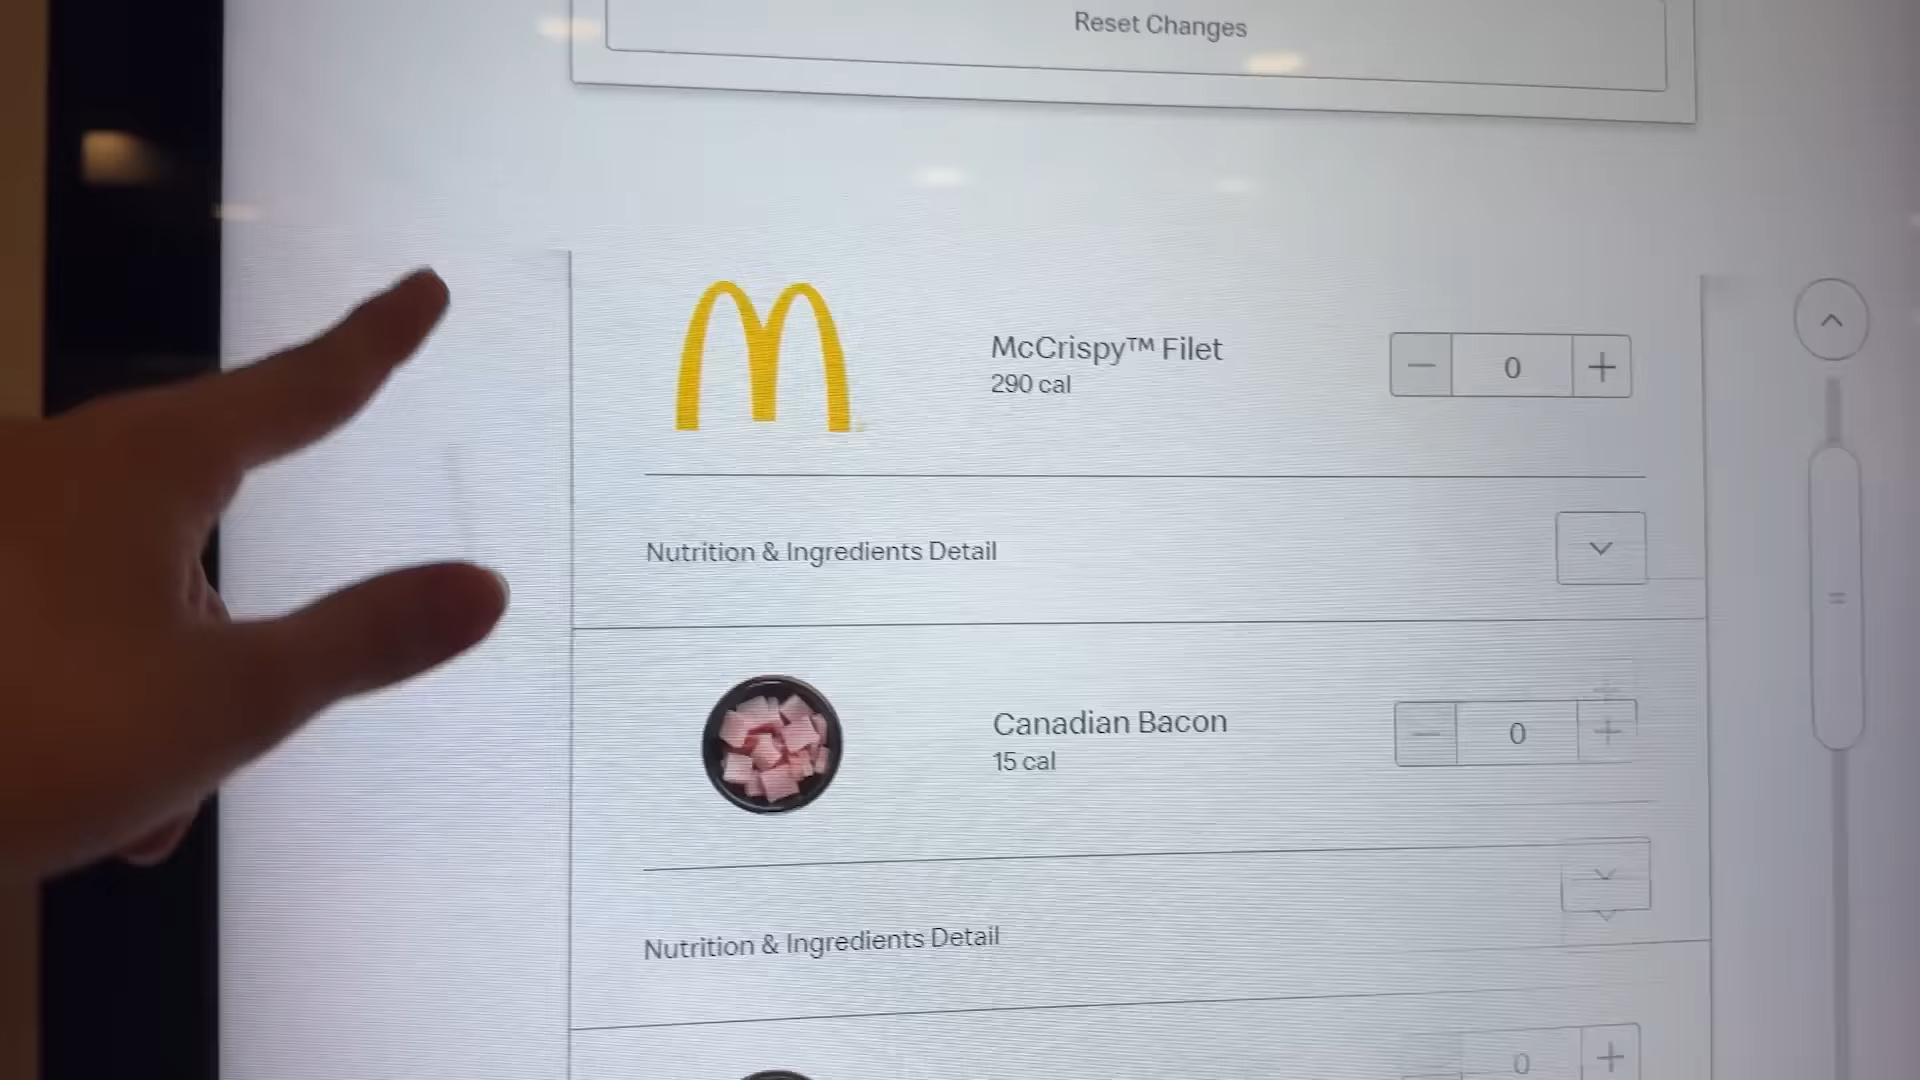 Reset Changes
McCrispy™ Filet
290 cal
− 0 +
Nutrition & Ingredients Detail
Canadian Bacon
15 cal
− 0 +
Nutrition & Ingredients Detail
0 +